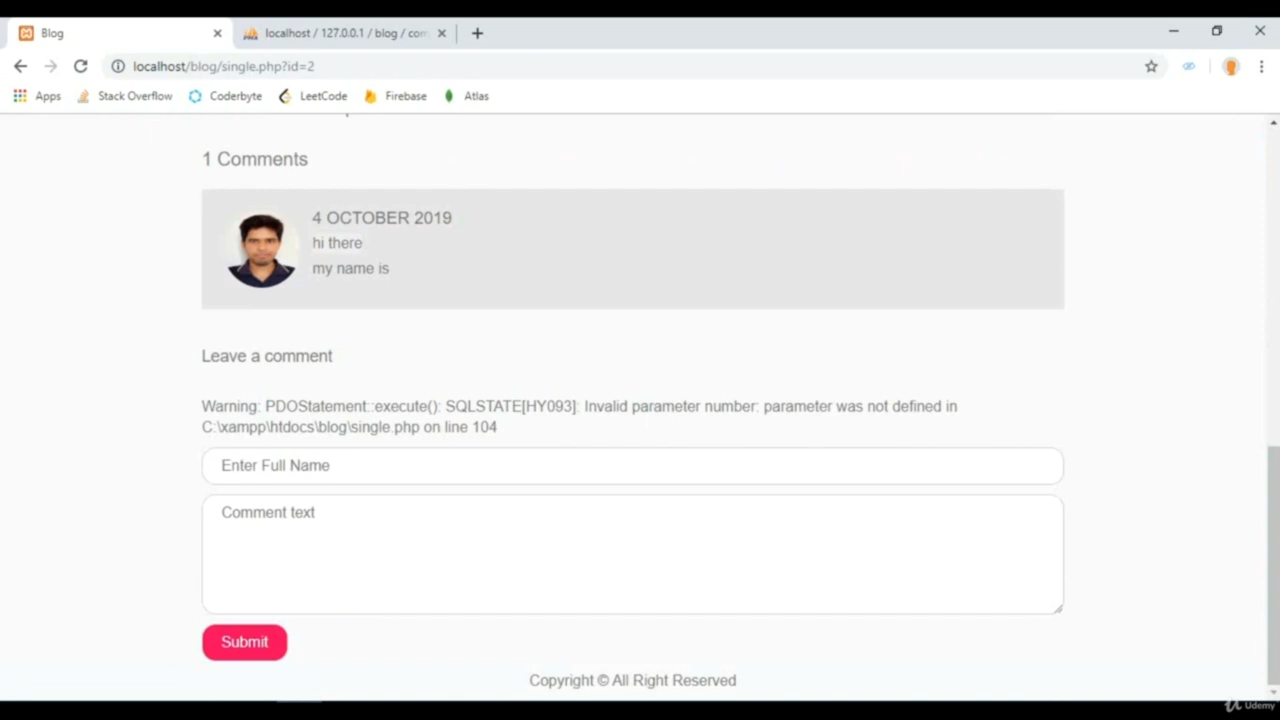 Blog
localhost / 127.0.0.1 / blog / com
localhost/blog/single.php?id=2
Apps
Stack Overflow
Coderbyte
LeetCode
Firebase
Atlas
1 Comments
4 OCTOBER 2019
hi there
my name is
Leave a comment
Warning: PDOStatement::execute(): SQLSTATE[HY093]: Invalid parameter number: parameter was not defined in
C:\xampp\htdocs\blog\single.php on line 104
Enter Full Name
Comment text
Submit
Copyright © All Right Reserved
Udemy